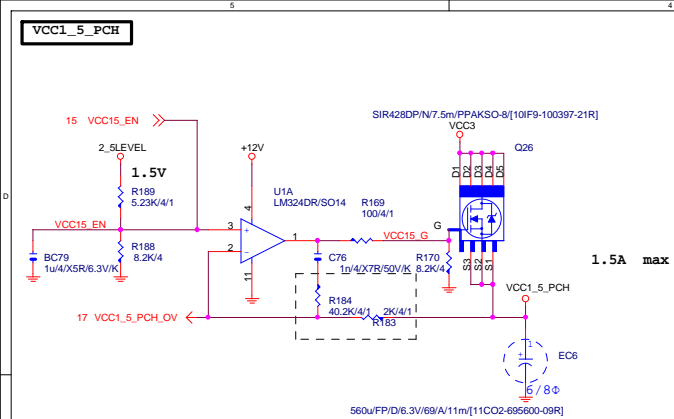 5
4
VCC1_5_PCH
15 VCC15_EN
SIR428DP/N/7.5m/PPAKSO-8/[10IF9-100397-21R]
VCC3
2_5LEVEL
+12V
Q26
1.5V
D1
D2
D3
D4
D5
D
R189
5.23K/4/1
U1A
LM324DR/SO14
R169
100/4/1
4
VCC15_EN
3
+
2
-
1
VCC15_G
G
11
BC79
1u/4/X5R/6.3V/K
R188
8.2K/4
C76
1n/4/X7R/50V/K
R170
8.2K/4
S3
S2
S1
1.5A max
VCC1_5_PCH
R184
40.2K/4/1
2K/4/1
R183
17 VCC1_5_PCH_OV
1
+
EC6
6/8Φ
560u/FP/D/6.3V/69/A/11m/[11CO2-695600-09R]